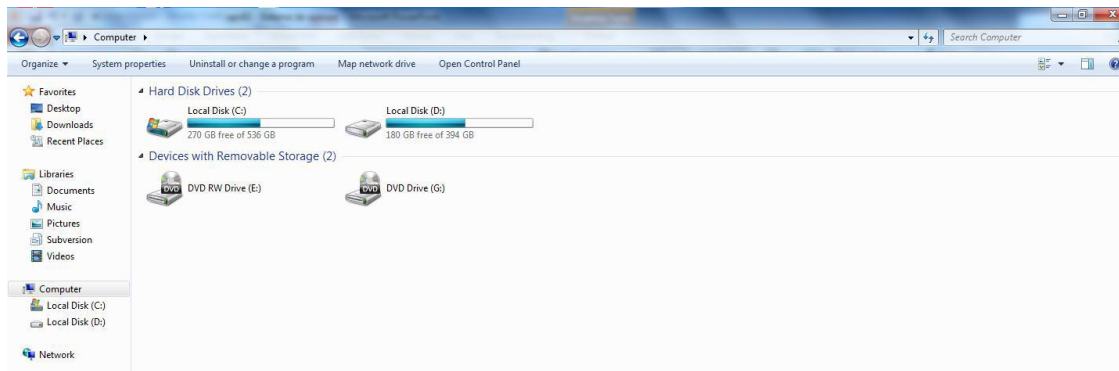 Computer
Search Computer
Organize
System properties
Uninstall or change a program
Map network drive
Open Control Panel
Favorites
Desktop
Downloads
Recent Places
Libraries
Documents
Music
Pictures
Subversion
Videos
Computer
Local Disk (C:)
Local Disk (D:)
Network
Hard Disk Drives (2)
Local Disk (C:)
270 GB free of 536 GB
Local Disk (D:)
180 GB free of 394 GB
Devices with Removable Storage (2)
DVD RW Drive (E:)
DVD Drive (G:)